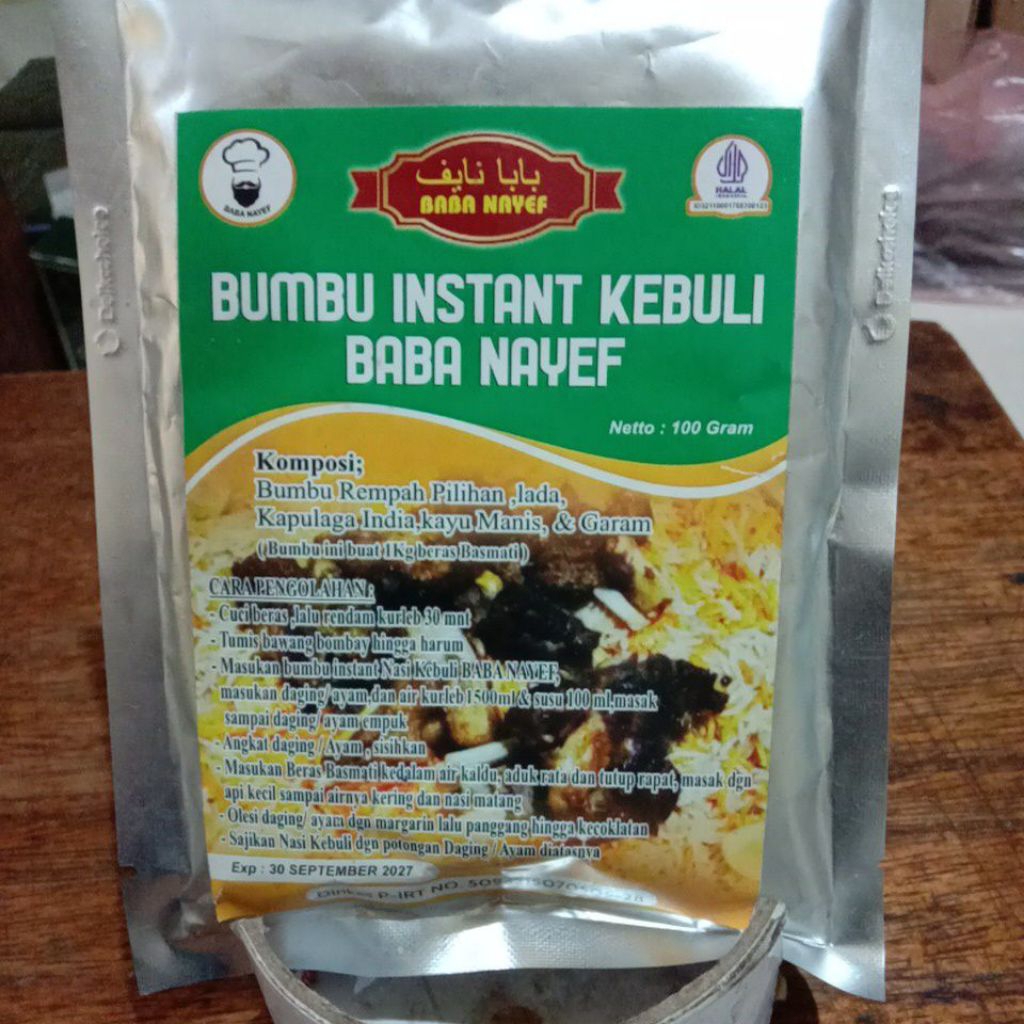 بابا نايف
BABA NAYEF
BABA NAYEF
HALAL
BUMBU INSTANT KEBULI
BABA NAYEF
Netto : 100 Gram
Komposi;
Bumbu Rempah Pilihan ,lada,
Kapulaga India,kayu Manis, & Garam
(Bumbu ini buat 1Kg beras Basmati)
CARA PENGOLAHAN :
- Cuci beras ,lalu rendam kurleb 30 mnt
- Tumis bawang bombay hingga harum
- Masukan bumbu instant Nasi Kebuli BABA NAYEF,
masukan daging/ ayam,dan air kurleb1500ml & susu 100 ml,masak
sampai daging/ ayam empuk
- Angkat daging / Ayam , sisihkan
- Masukan Beras Basmati kedalam air kaldu, aduk rata dan tutup rapat, masak dgn
api kecil sampai airnya kering dan nasi matang
- Olesi daging/ ayam dgn margarin lalu panggang hingga kecoklatan
- Sajikan Nasi Kebuli dgn potongan Daging / Ayam diatasnya
Exp : 30 SEPTEMBER 2027
P-IRT NO.